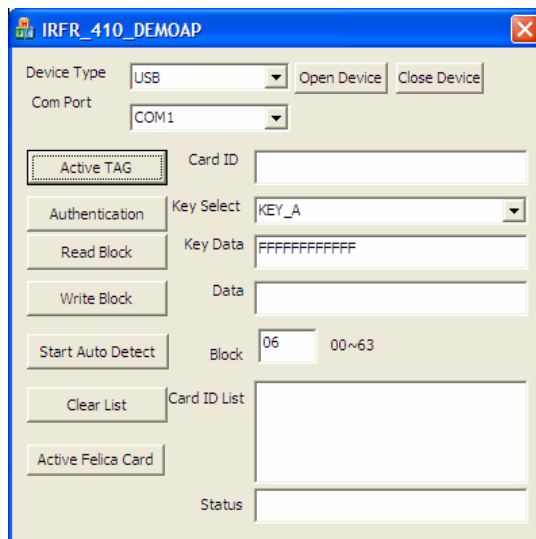 IRFR_410_DEMOAP
Device Type USB Open Device Close Device
Com Port COM1
Active TAG Card ID
Authentication Key Select KEY_A
Read Block Key Data FFFFFFFFFFFF
Write Block Data
Start Auto Detect Block 06 00~63
Clear List Card ID List
Active Felica Card
Status